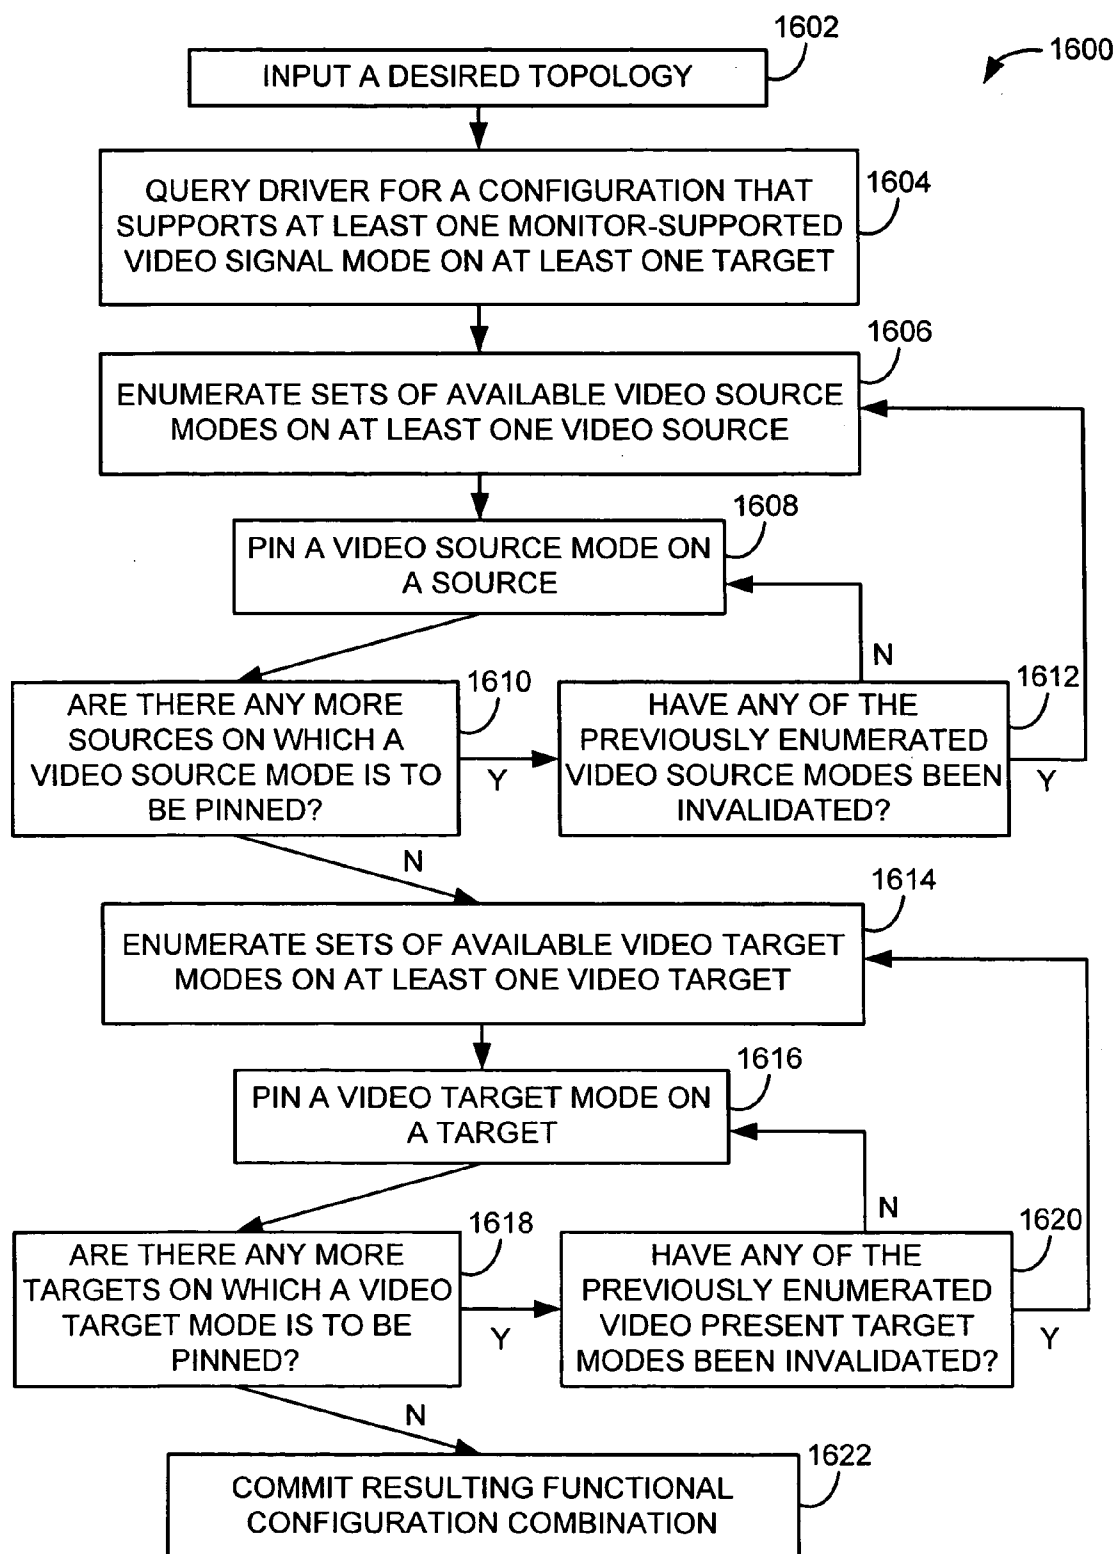 1602
1600
INPUT A DESIRED TOPOLOGY
1604
QUERY DRIVER FOR A CONFIGURATION THAT
SUPPORTS AT LEAST ONE MONITOR-SUPPORTED
VIDEO SIGNAL MODE ON AT LEAST ONE TARGET
1606
ENUMERATE SETS OF AVAILABLE VIDEO SOURCE
MODES ON AT LEAST ONE VIDEO SOURCE
1608
PIN A VIDEO SOURCE MODE ON
A SOURCE
N
1610
ARE THERE ANY MORE
SOURCES ON WHICH A
VIDEO SOURCE MODE IS TO
BE PINNED?
Y
1612
HAVE ANY OF THE
PREVIOUSLY ENUMERATED
VIDEO SOURCE MODES BEEN
INVALIDATED?
Y
N
1614
ENUMERATE SETS OF AVAILABLE VIDEO TARGET
MODES ON AT LEAST ONE VIDEO TARGET
1616
PIN A VIDEO TARGET MODE ON
A TARGET
N
1618
ARE THERE ANY MORE
TARGETS ON WHICH A VIDEO
TARGET MODE IS TO BE
PINNED?
Y
1620
HAVE ANY OF THE
PREVIOUSLY ENUMERATED
VIDEO PRESENT TARGET
MODES BEEN INVALIDATED?
Y
N
1622
COMMIT RESULTING FUNCTIONAL
CONFIGURATION COMBINATION